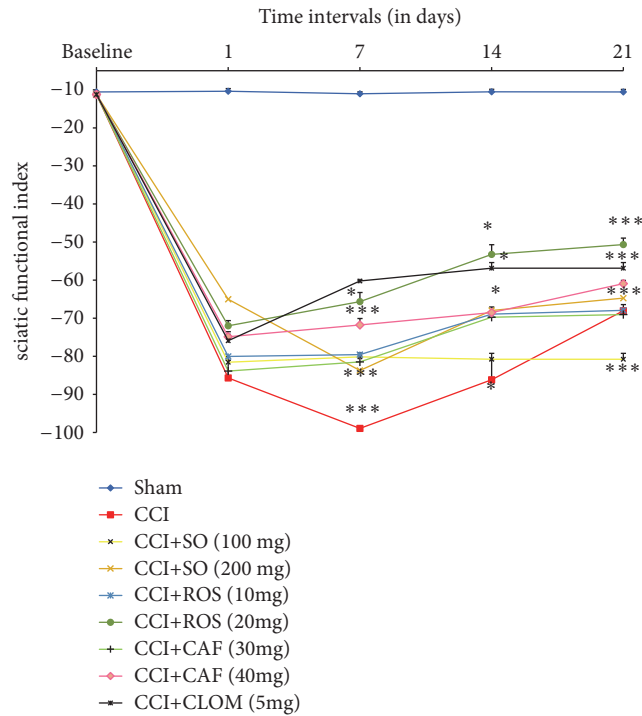 Time intervals (in days)
Baseline 1 7 14 21
sciatic functional index
−10
−20
−30
−40
−50
−60
−70
−80
−90
−100
* ***
* ***
* * ***
***
*** ***
*** *
Sham
CCI
CCI+SO (100 mg)
CCI+SO (200 mg)
CCI+ROS (10mg)
CCI+ROS (20mg)
CCI+CAF (30mg)
CCI+CAF (40mg)
CCI+CLOM (5mg)